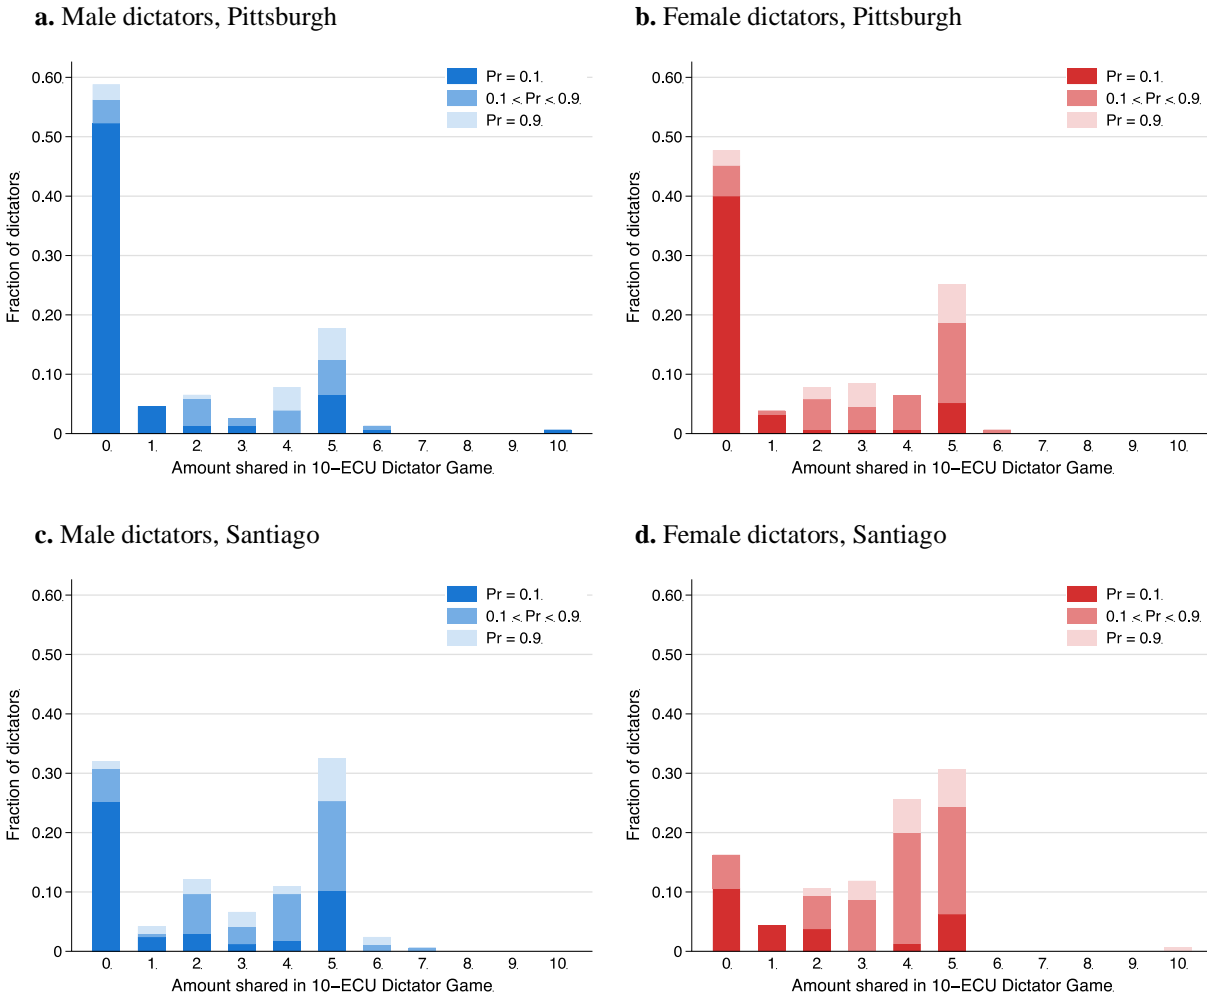 a. Male dictators, Pittsburgh
0.60
0.50
0.40
0.30
0.20
0.10
0
Fraction of dictators
Pr = 0.1
0.1 < Pr < 0.9
Pr = 0.9
0 1 2 3 4 5 6 7 8 9 10
Amount shared in 10−ECU Dictator Game
b. Female dictators, Pittsburgh
0.60
0.50
0.40
0.30
0.20
0.10
0
Fraction of dictators
Pr = 0.1
0.1 < Pr < 0.9
Pr = 0.9
0 1 2 3 4 5 6 7 8 9 10
Amount shared in 10−ECU Dictator Game
c. Male dictators, Santiago
0.60
0.50
0.40
0.30
0.20
0.10
0
Fraction of dictators
Pr = 0.1
0.1 < Pr < 0.9
Pr = 0.9
0 1 2 3 4 5 6 7 8 9 10
Amount shared in 10−ECU Dictator Game
d. Female dictators, Santiago
0.60
0.50
0.40
0.30
0.20
0.10
0
Fraction of dictators
Pr = 0.1
0.1 < Pr < 0.9
Pr = 0.9
0 1 2 3 4 5 6 7 8 9 10
Amount shared in 10−ECU Dictator Game